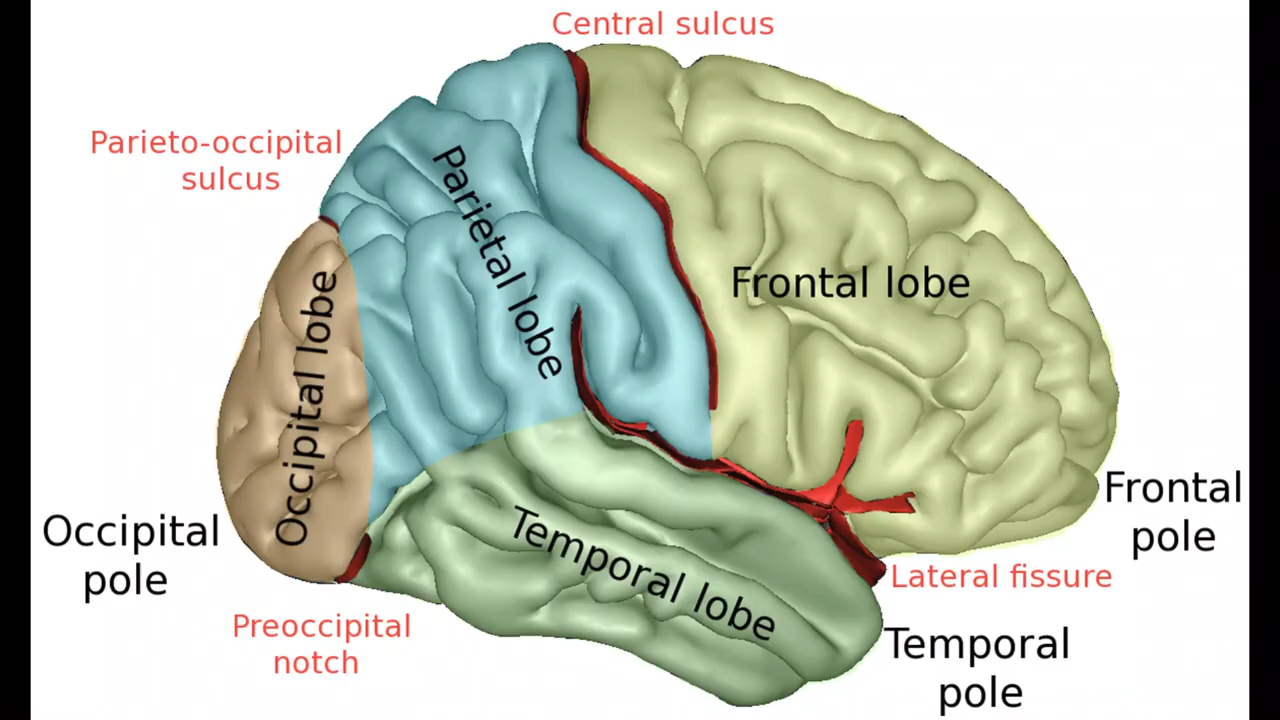 Central sulcus
Parieto-occipital
sulcus
Parietal lobe
Frontal lobe
Occipital lobe
Frontal
pole
Occipital
pole
Temporal lobe
Lateral fissure
Preoccipital
notch
Temporal
pole